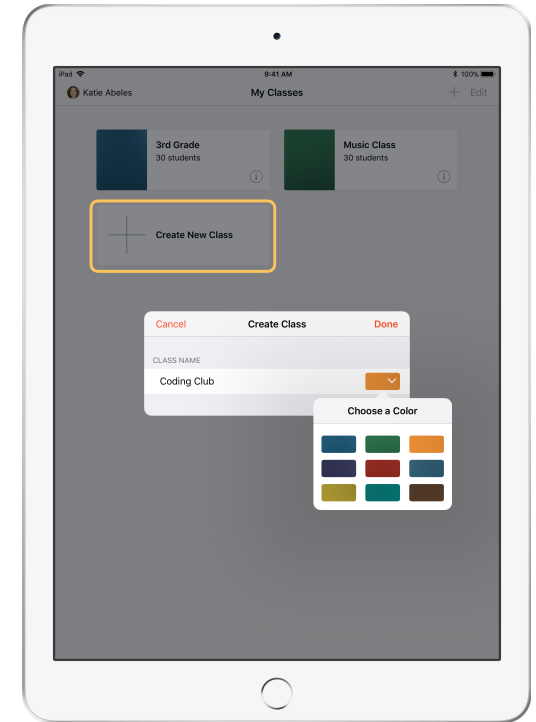 iPad 9:41 AM 100%
Katie Abeles My Classes Edit
3rd Grade
30 students
Music Class
30 students
Create New Class
Cancel Create Class Done
CLASS NAME
Coding Club
Choose a Color